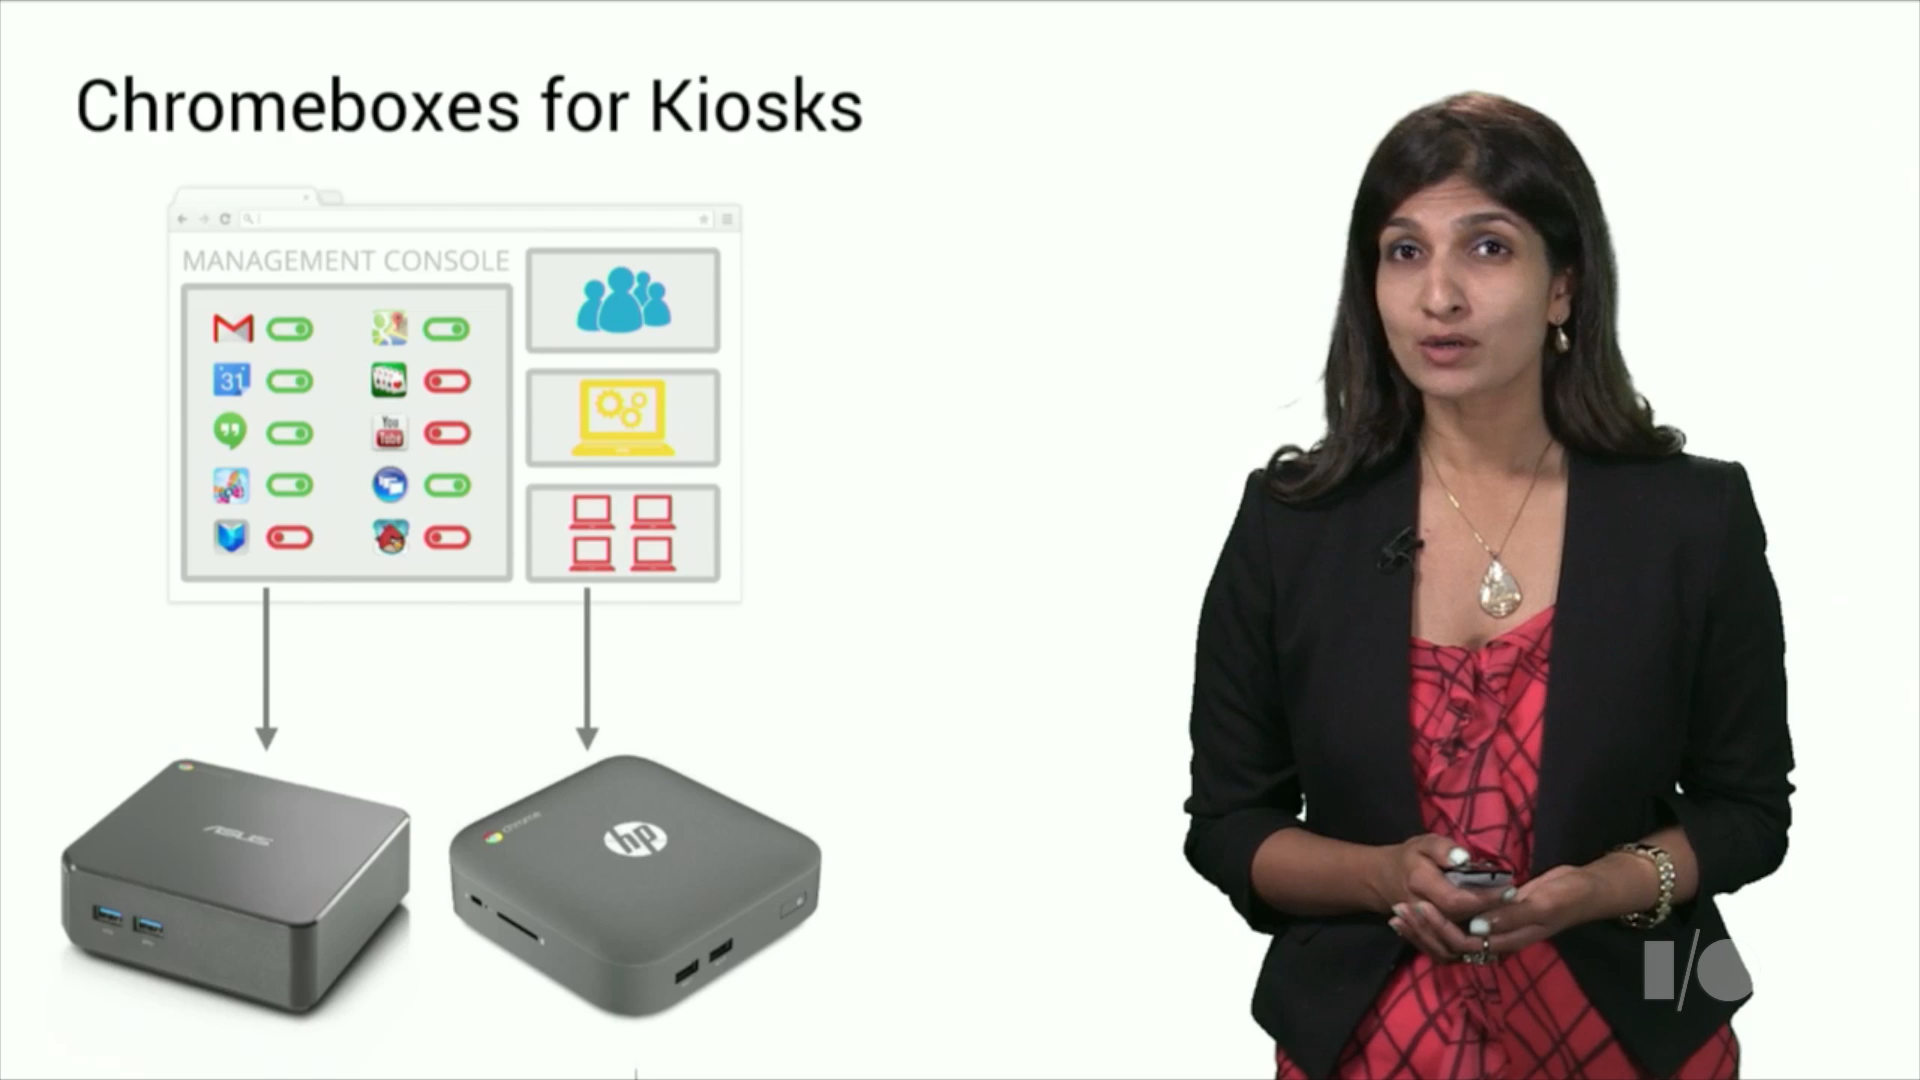 Chromeboxes for Kiosks
MANAGEMENT CONSOLE
31
You
Tube
ASUS
chrome
hp
I/O